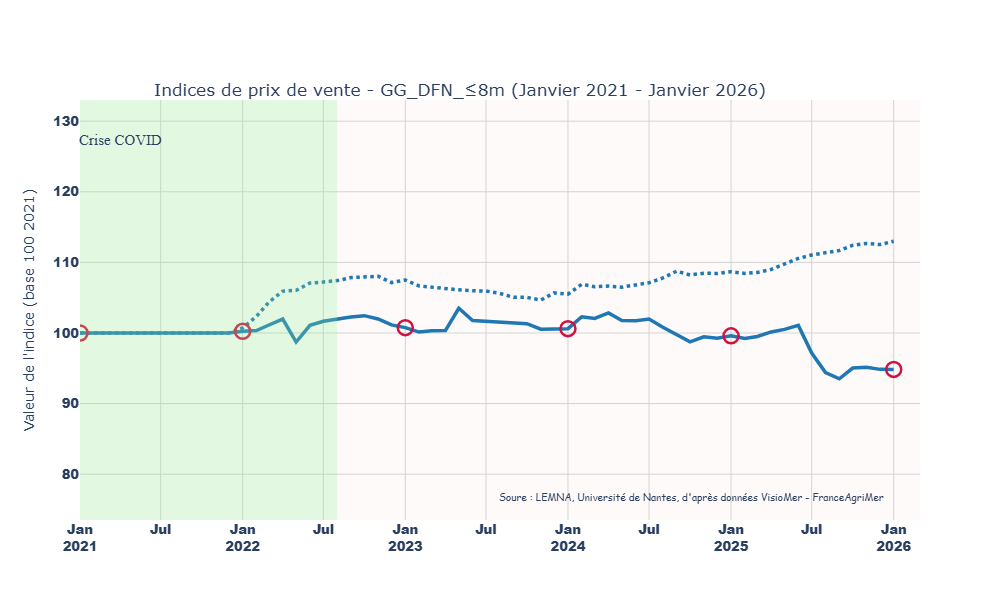 Indices de prix de vente - GG_DFN_≤8m (Janvier 2021 - Janvier 2026)
130
Crise COVID
120
110
100
90
80
Valeur de l'indice (base 100 2021)
Soure : LEMNA, Université de Nantes, d'après données VisioMer - FranceAgriMer
Jan Jul Jan Jul Jan Jul Jan Jul Jan Jul Jan
2021 2022 2023 2024 2025 2026